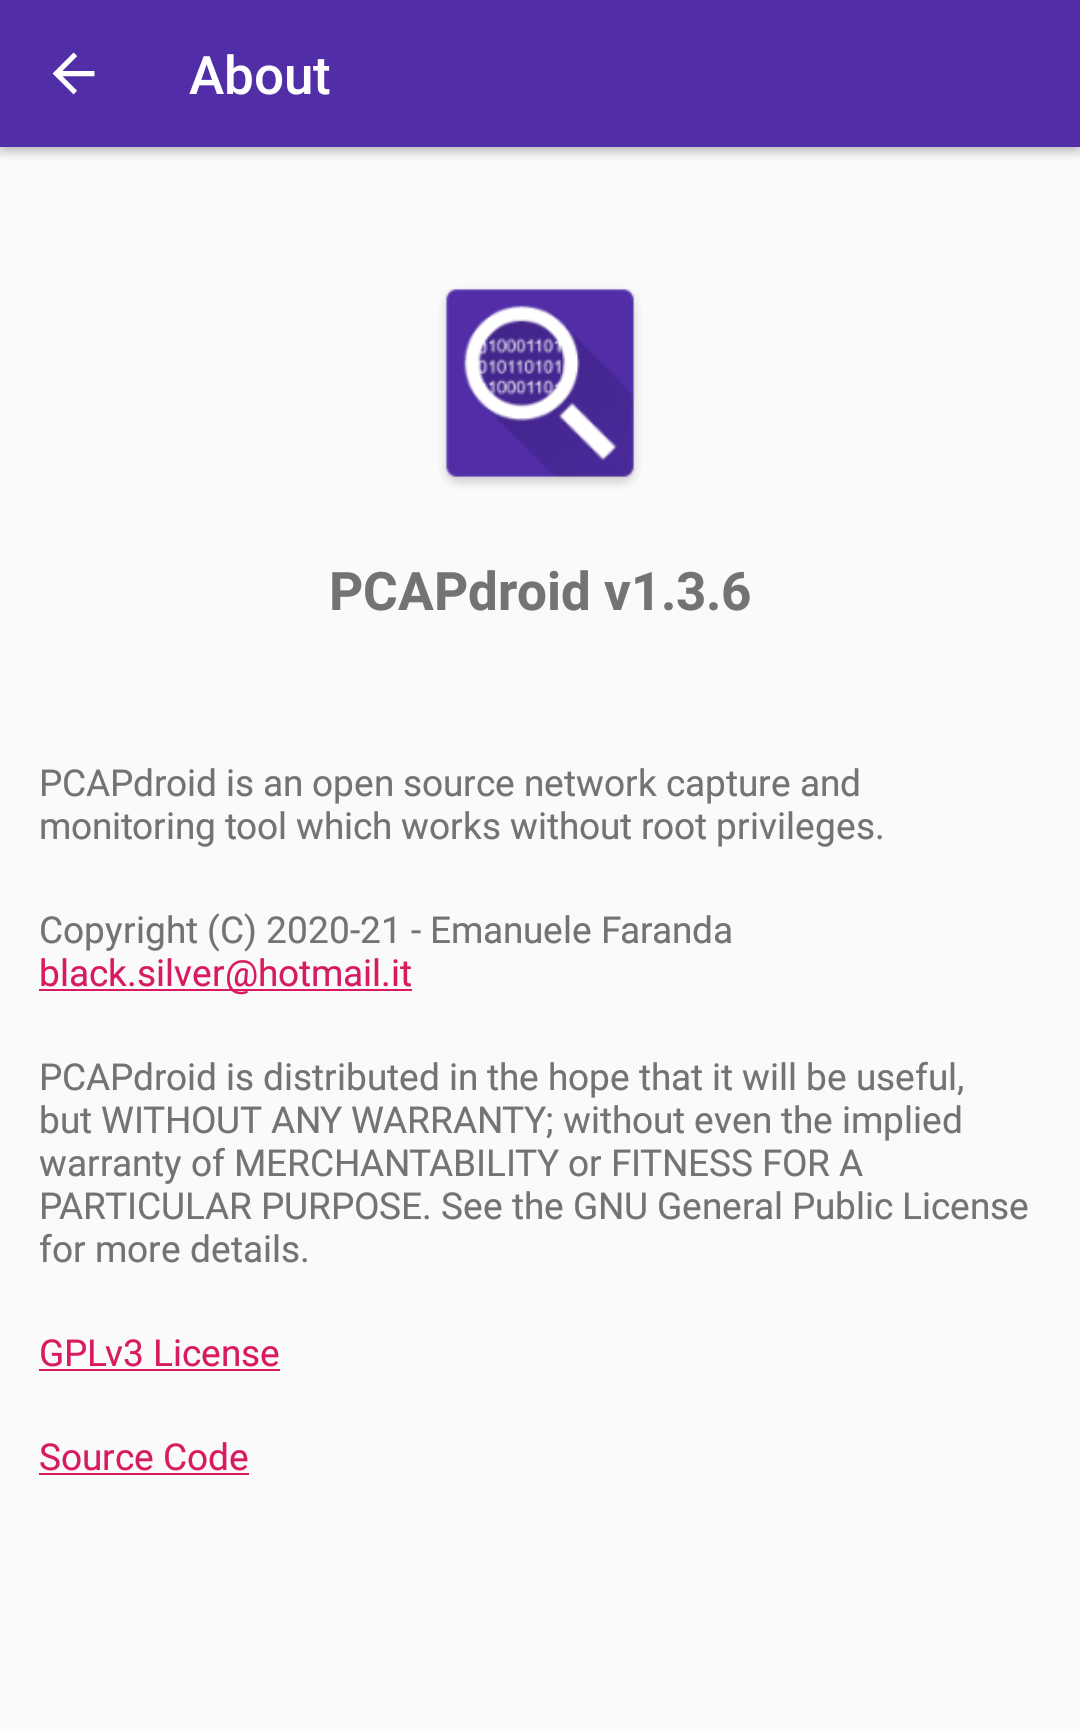 About
010001101
010110101
10001101
PCAPdroid v1.3.6
PCAPdroid is an open source network capture and
monitoring tool which works without root privileges.
Copyright (C) 2020-21 - Emanuele Faranda
black.silver@hotmail.it
PCAPdroid is distributed in the hope that it will be useful,
but WITHOUT ANY WARRANTY; without even the implied
warranty of MERCHANTABILITY or FITNESS FOR A
PARTICULAR PURPOSE. See the GNU General Public License
for more details.
GPLv3 License
Source Code